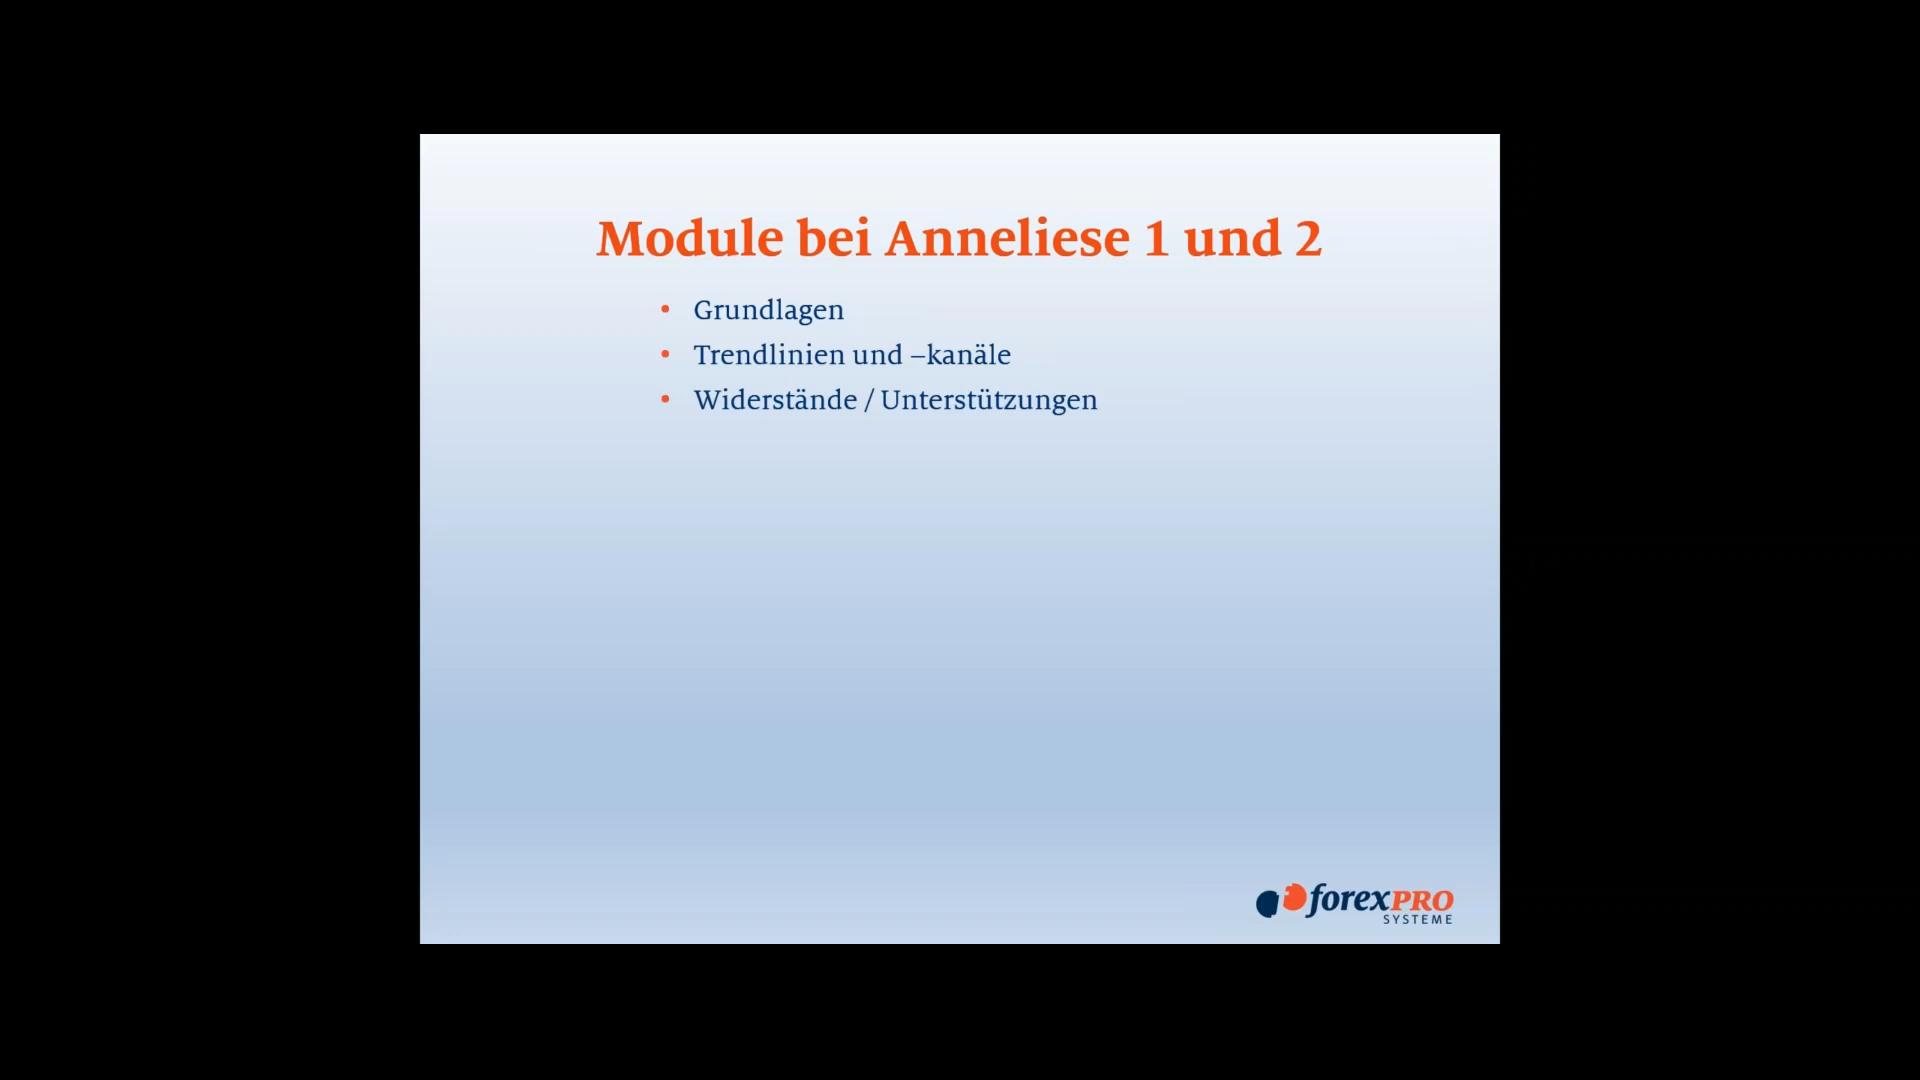 Module bei Anneliese 1 und 2
• Grundlagen
• Trendlinien und –kanäle
• Widerstände / Unterstützungen
forexPRO
SYSTEME